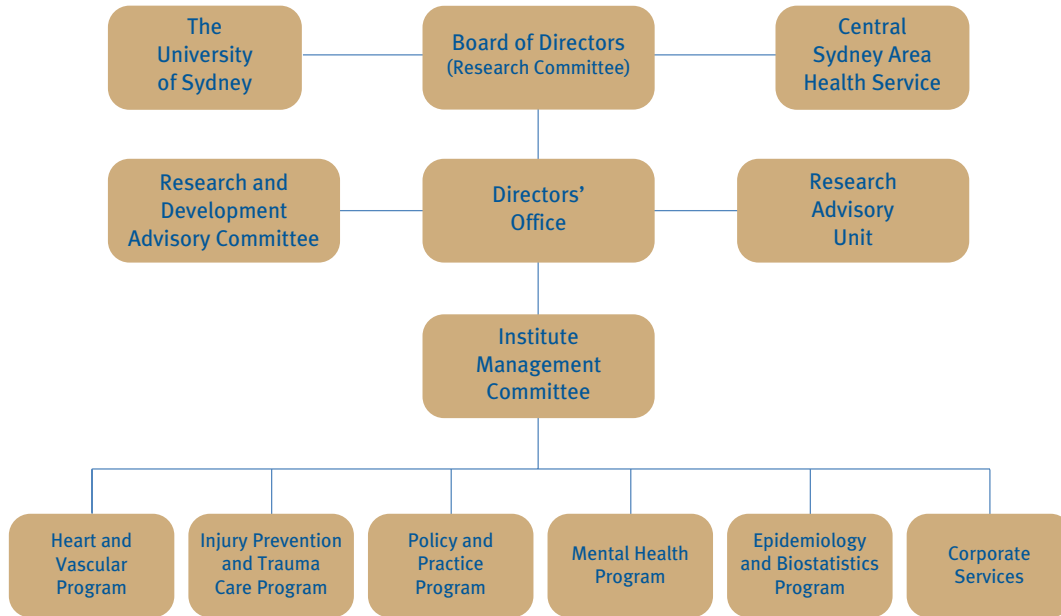 The
University
of Sydney
Board of Directors
(Research Committee)
Central
Sydney Area
Health Service
Research and
Development
Advisory Committee
Directors’
Office
Research
Advisory
Unit
Institute
Management
Committee
Heart and
Vascular
Program
Injury Prevention
and Trauma
Care Program
Policy and
Practice
Program
Mental Health
Program
Epidemiology
and Biostatistics
Program
Corporate
Services